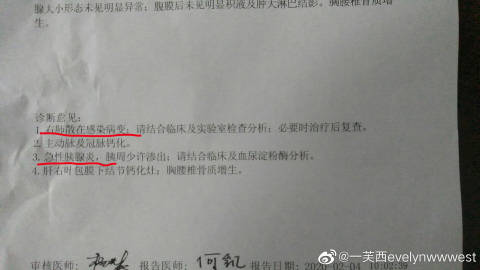 腺大小形态未见明显异常；腹膜后未见明显积液及肿大淋巴结影。胸腰椎骨质增
生。
诊断意见：
1. 右肺散在感染病变；请结合临床及实验室检查分析；必要时治疗后复查。
2. 主动脉及冠脉钙化。
3. 急性胰腺炎，胰周少许渗出；请结合临床及血尿淀粉酶分析。
4. 肝右叶包膜下结节钙化灶；胸腰椎骨质增生。
审核医师： 报告医师： 何凯 报告日期：2020-02-04 10:02:39
@一芙西evelynwwwest